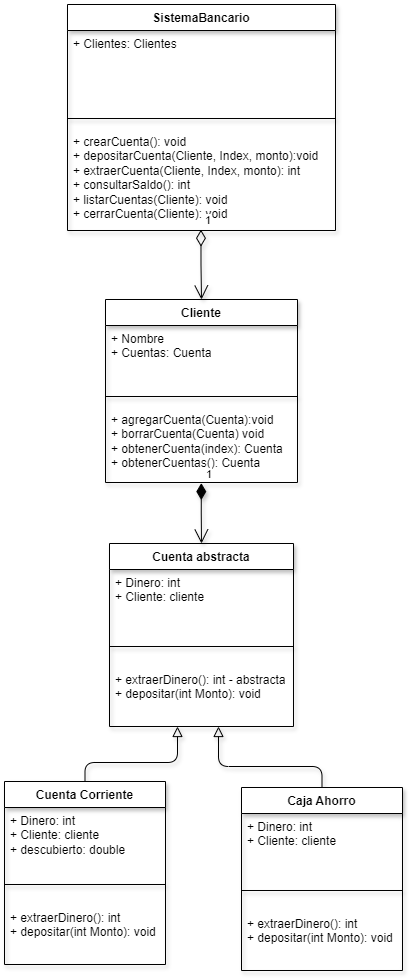 SistemaBancario
+ Clientes: Clientes
+ crearCuenta(): void
+ depositarCuenta(Cliente, Index, monto):void
+ extraerCuenta(Cliente, Index, monto): int
+ consultarSaldo(): int
+ listarCuentas(Cliente): void
+ cerrarCuenta(Cliente): void
1
Cliente
+ Nombre
+ Cuentas: Cuenta
+ agregarCuenta(Cuenta):void
+ borrarCuenta(Cuenta) void
+ obtenerCuenta(index): Cuenta
+ obtenerCuentas(): Cuenta
1
Cuenta abstracta
+ Dinero: int
+ Cliente: cliente
+ extraerDinero(): int - abstracta
+ depositar(int Monto): void
Cuenta Corriente
+ Dinero: int
+ Cliente: cliente
+ descubierto: double
+ extraerDinero(): int
+ depositar(int Monto): void
Caja Ahorro
+ Dinero: int
+ Cliente: cliente
+ extraerDinero(): int
+ depositar(int Monto): void